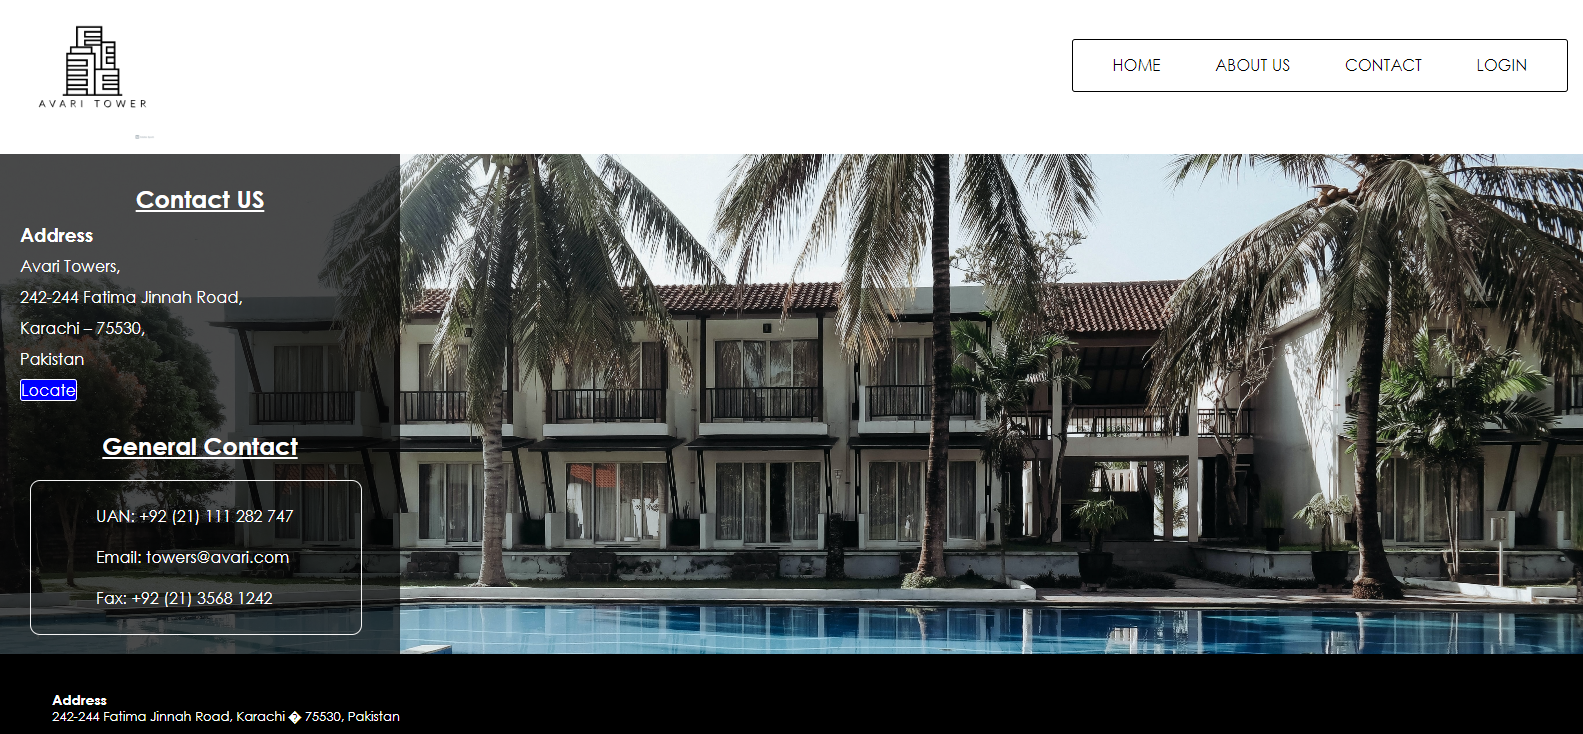 AVARI TOWER
HOME ABOUT US CONTACT LOGIN
Contact US
Address
Avari Towers,
242-244 Fatima Jinnah Road,
Karachi – 75530,
Pakistan
Locate
General Contact
UAN: +92 (21) 111 282 747
Email: towers@avari.com
Fax: +92 (21) 3568 1242
Address
242-244 Fatima Jinnah Road, Karachi � 75530, Pakistan